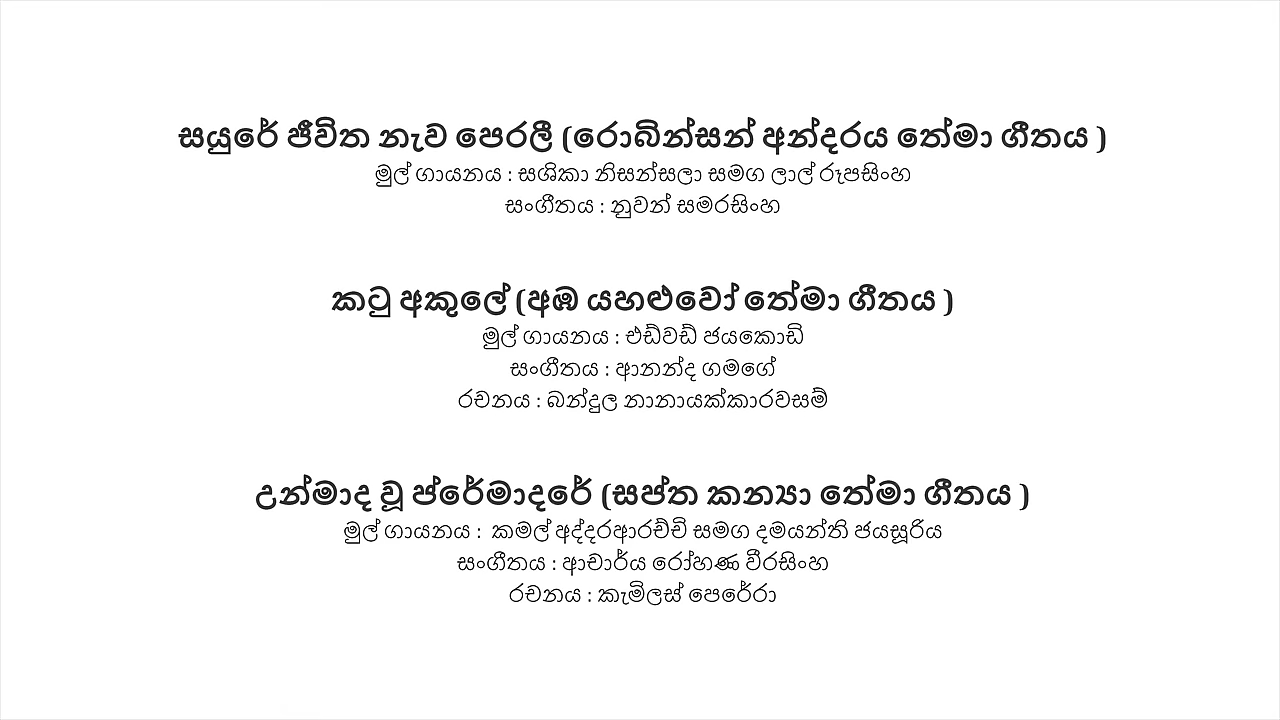 සයුරේ ජීවිත නැව පෙරලී (රොබින්සන් අන්දරය තේමා ගීතය )
මුල් ගායනය : සශිකා නිසන්සලා සමග ලාල් රූපසිංහ
සංගීතය : නුවන් සමරසිංහ
කටු අකුලේ (අඹ යහළුවෝ තේමා ගීතය )
මුල් ගායනය : එඩ්වඩ් ජයකොඩි
සංගීතය : ආනන්ද ගමගේ
රචනය : බන්දුල නානායක්කාරවසම්
උන්මාද වූ ප්රේමාදරේ (සප්ත කන්‍යා තේමා ගීතය )
මුල් ගායනය :  කමල් අද්දරආරච්චි සමග දමයන්ති ජයසූරිය
සංගීතය : ආචාර්ය රෝහණ වීරසිංහ
රචනය : කැමිලස් පෙරේරා